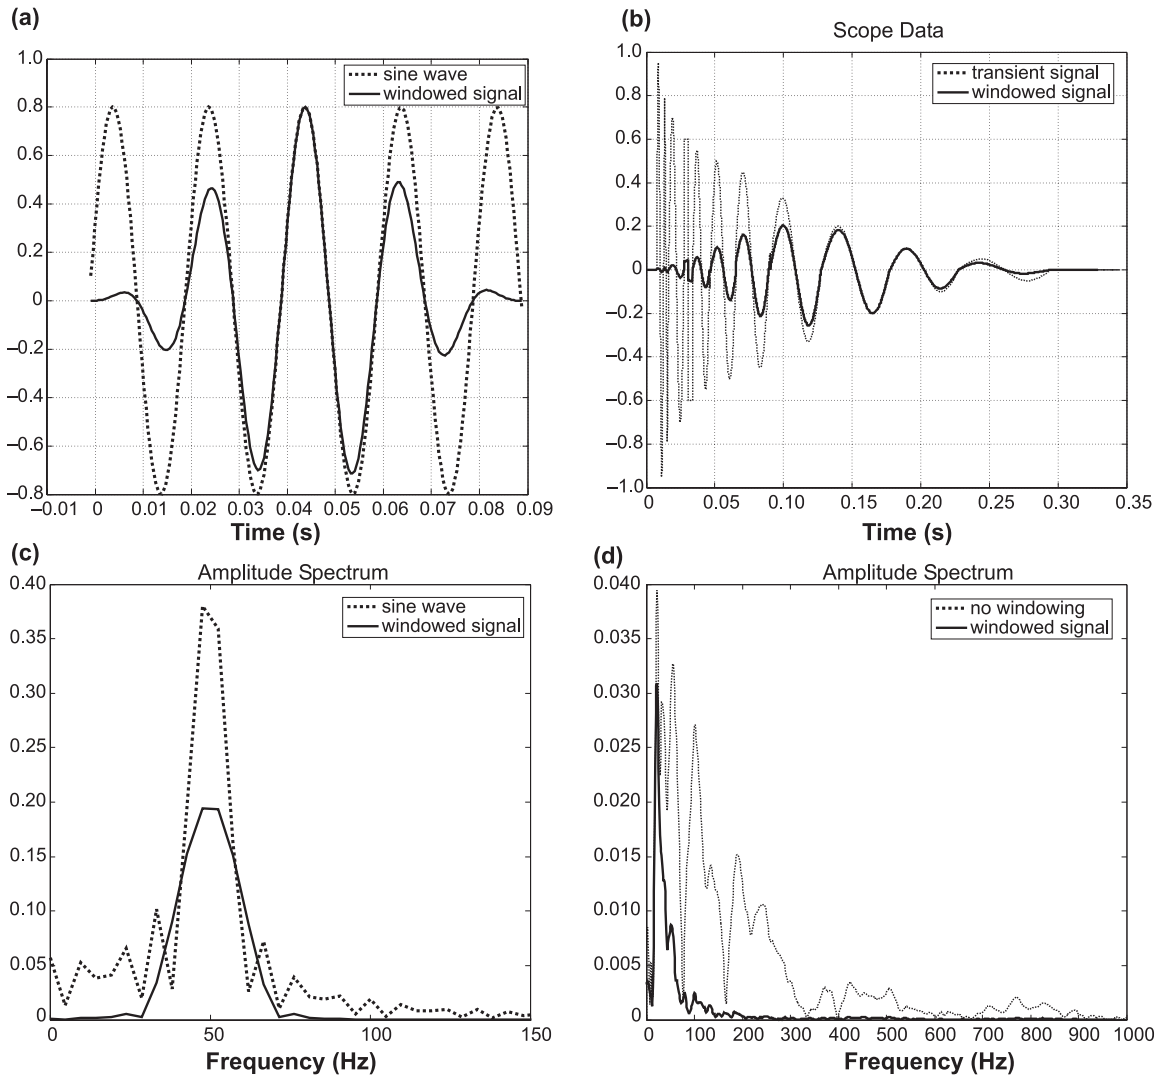 (a)
1.0
0.8
0.6
0.4
0.2
0
–0.2
–0.4
–0.6
–0.8
sine wave
windowed signal
–0.01 0 0.01 0.02 0.03 0.04 0.05 0.06 0.07 0.08 0.09
Time (s)
(b)
Scope Data
1.0
0.8
0.6
0.4
0.2
0
–0.2
–0.4
–0.6
–0.8
–1.0
transient signal
windowed signal
0 0.05 0.10 0.15 0.20 0.25 0.30 0.35
Time (s)
(c)
Amplitude Spectrum
0.40
0.35
0.30
0.25
0.20
0.15
0.10
0.05
0
sine wave
windowed signal
0 50 100 150
Frequency (Hz)
(d)
Amplitude Spectrum
0.040
0.035
0.030
0.025
0.020
0.015
0.010
0.005
0
no windowing
windowed signal
0 100 200 300 400 500 600 700 800 900 1000
Frequency (Hz)